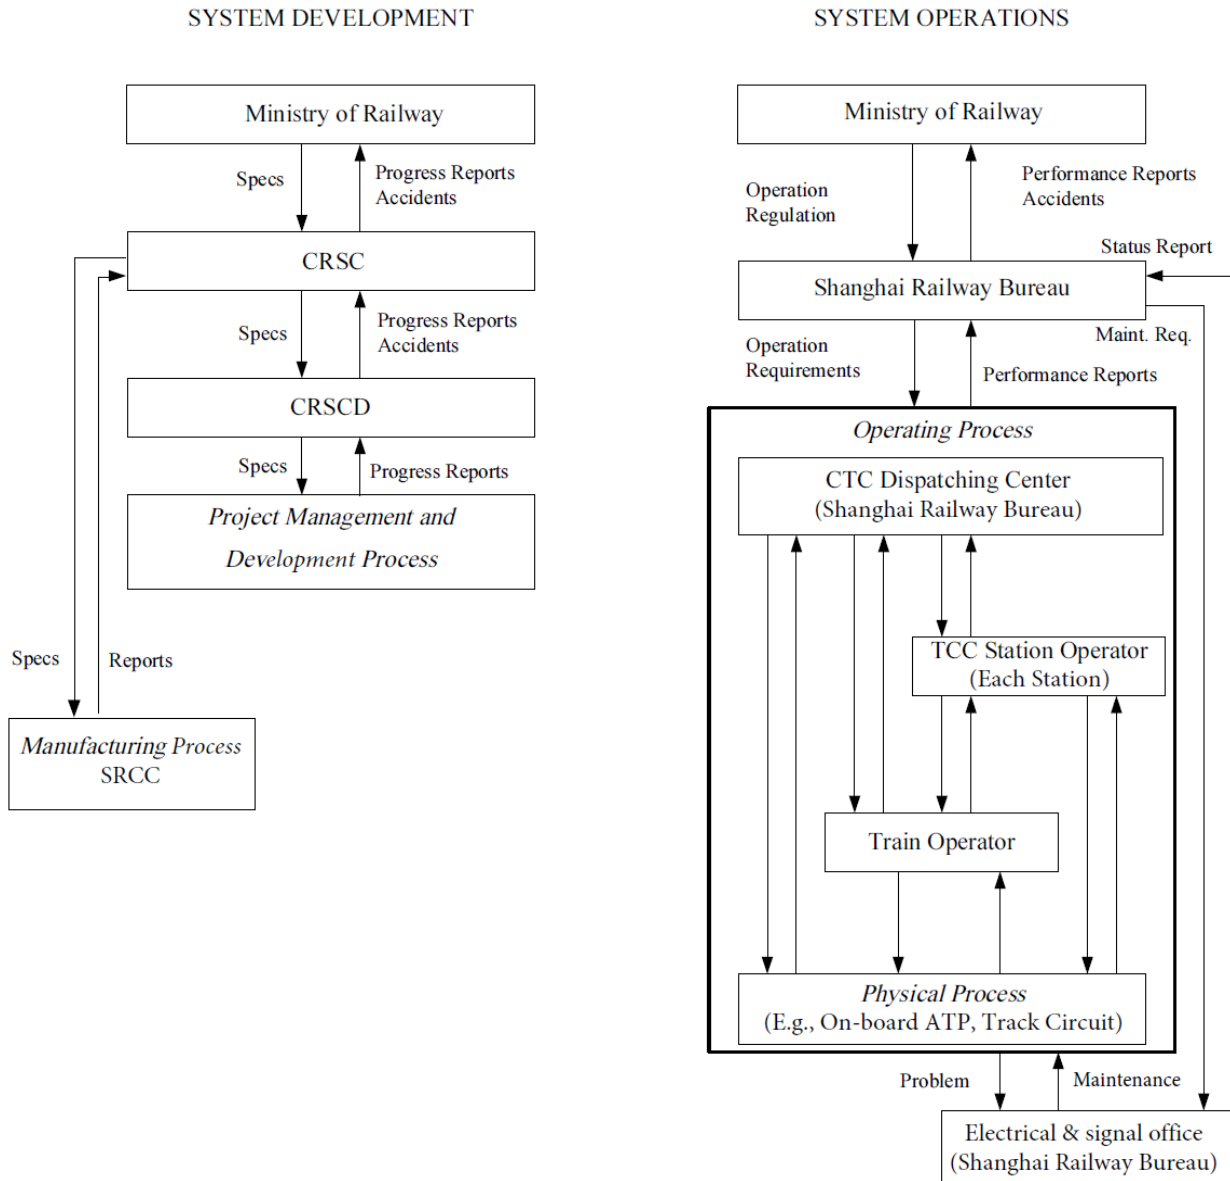 SYSTEM DEVELOPMENT
Ministry of Railway
Specs
Progress Reports
Accidents
CRSC
Specs
Progress Reports
Accidents
CRSCD
Specs
Progress Reports
Project Management and
Development Process
Specs
Reports
Manufacturing Process
SRCC
SYSTEM OPERATIONS
Ministry of Railway
Operation
Regulation
Performance Reports
Accidents
Status Report
Shanghai Railway Bureau
Operation
Requirements
Performance Reports
Maint. Req.
Operating Process
CTC Dispatching Center
(Shanghai Railway Bureau)
TCC Station Operator
(Each Station)
Train Operator
Physical Process
(E.g., On-board ATP, Track Circuit)
Problem
Maintenance
Electrical & signal office
(Shanghai Railway Bureau)